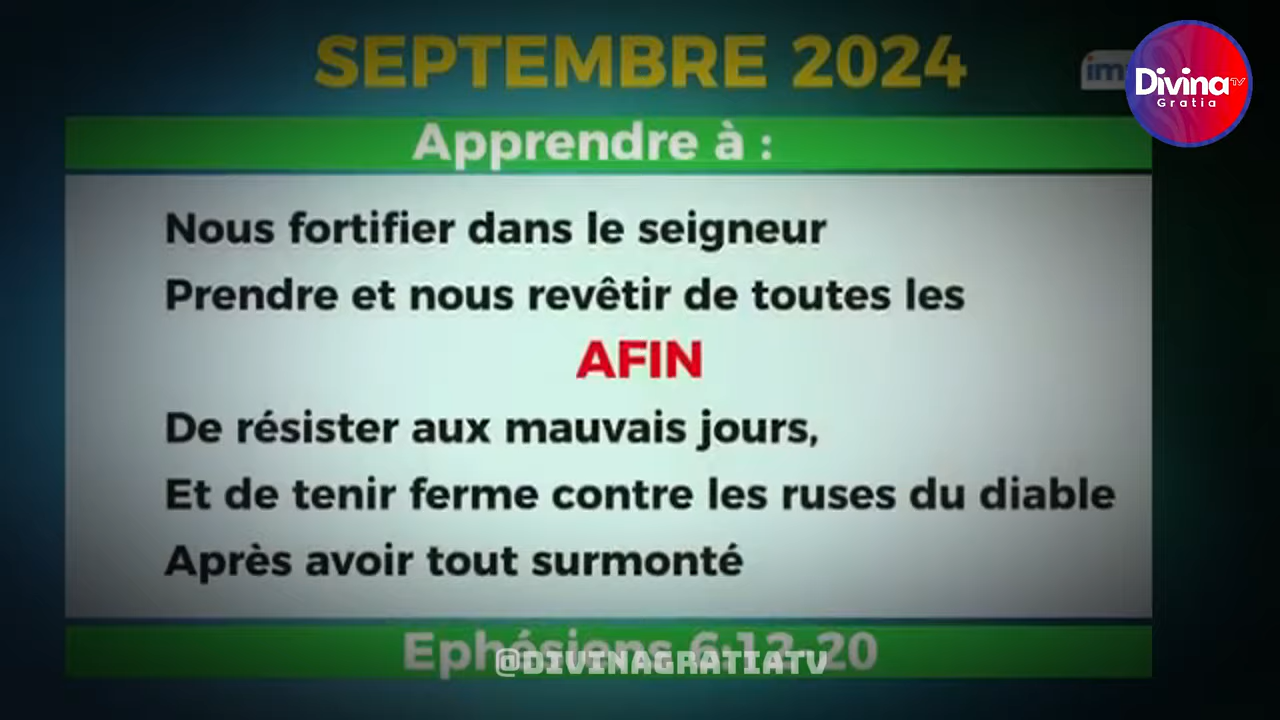 SEPTEMBRE 2024
im
Divina TV
Gratia
Apprendre à :
Nous fortifier dans le seigneur
Prendre et nous revêtir de toutes les
AFIN
De résister aux mauvais jours,
Et de tenir ferme contre les ruses du diable
Après avoir tout surmonté
Ephésiens 6:12-20
@DIVINAGRATIATV